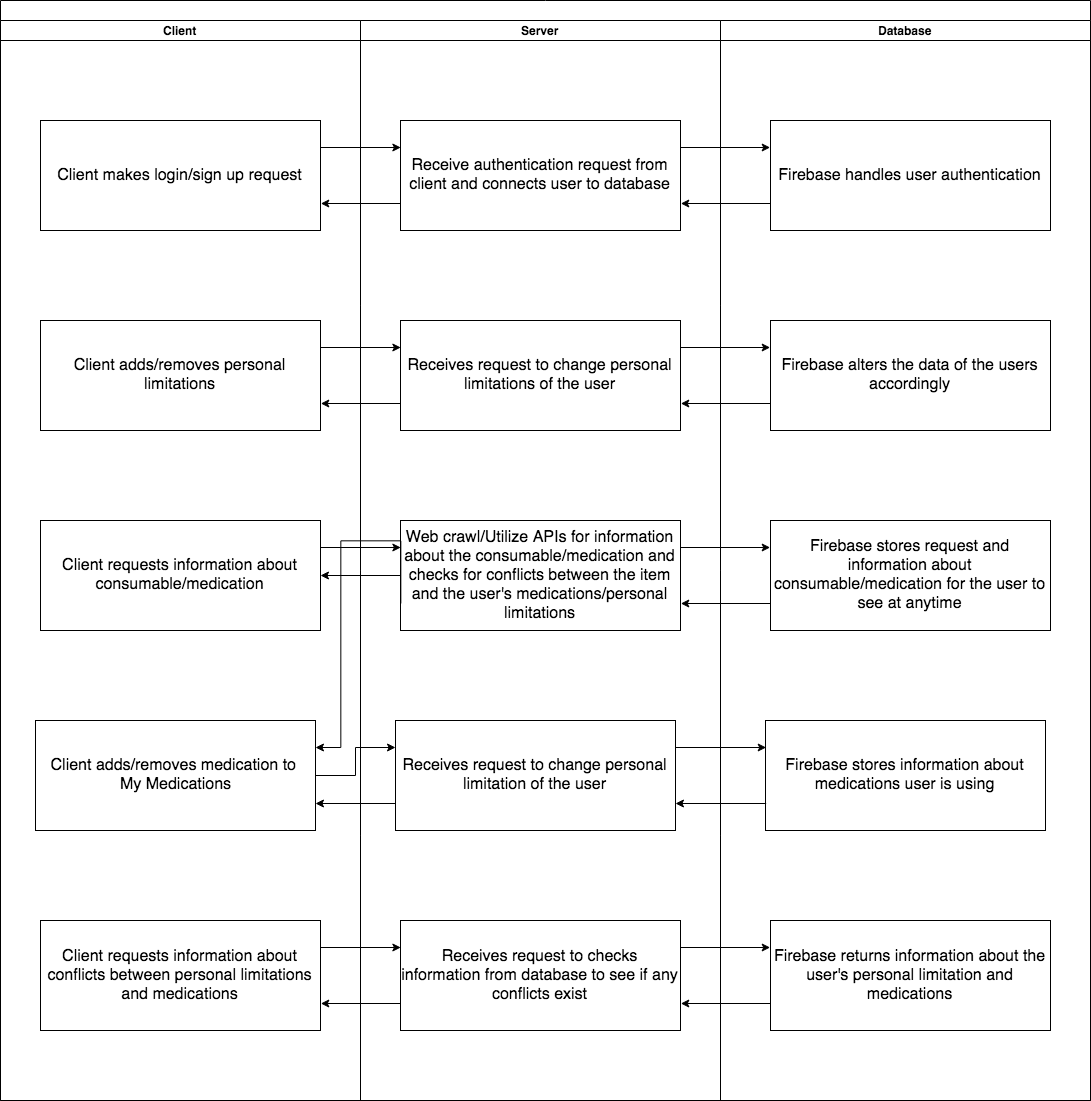 Client
Server
Database
Client makes login/sign up request
Receive authentication request from
client and connects user to database
Firebase handles user authentication
Client adds/removes personal
limitations
Receives request to change personal
limitations of the user
Firebase alters the data of the users
accordingly
Client requests information about
consumable/medication
Web crawl/Utilize APIs for information
about the consumable/medication and
checks for conflicts between the item
and the user's medications/personal
limitations
Firebase stores request and
information about
consumable/medication for the user to
see at anytime
Client adds/removes medication to
My Medications
Receives request to change personal
limitation of the user
Firebase stores information about
medications user is using
Client requests information about
conflicts between personal limitations
and medications
Receives request to checks
information from database to see if any
conflicts exist
Firebase returns information about the
user's personal limitation and
medications